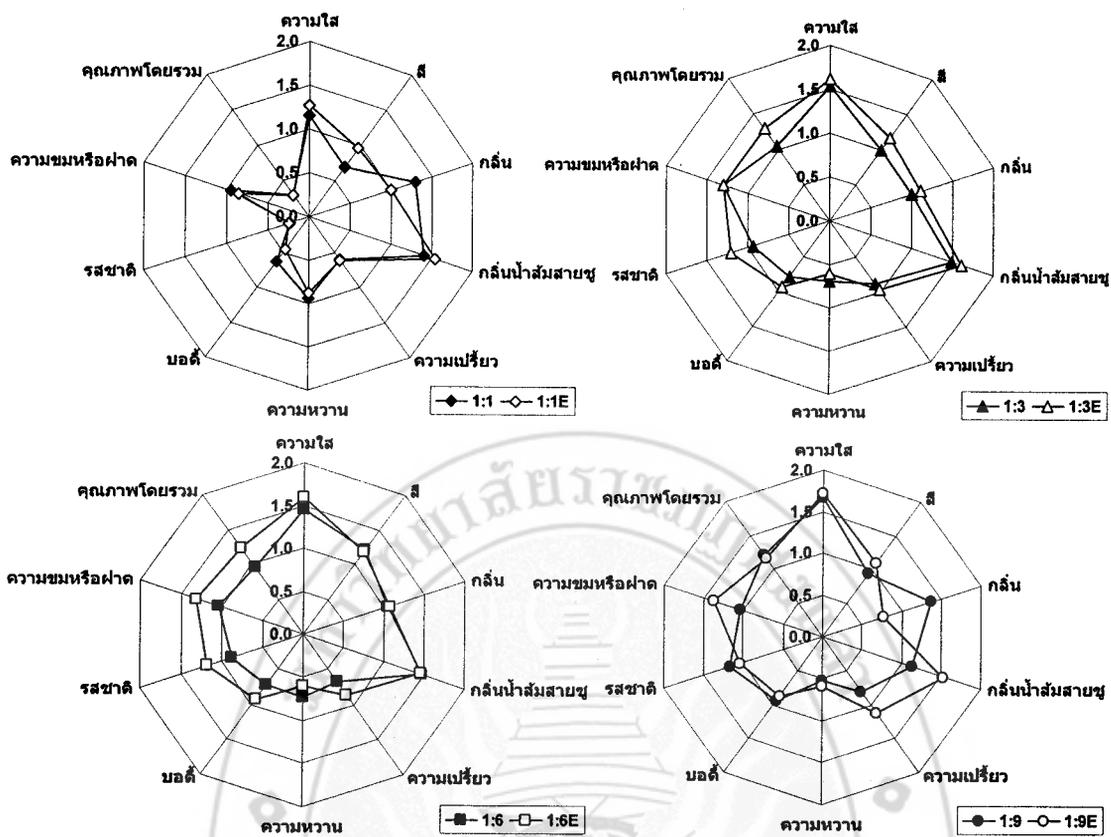 ความใส
2.0
สี
คุณภาพโดยรวม
1.5
1.0
กลิ่น
ความขมหรือฝาด
0.5
0.0
รสชาติ
กลิ่นน้ำส้มสายชู
บอดี้
ความเปรี้ยว
ความหวาน
1:1 1:1E
ความใส
2.0
สี
คุณภาพโดยรวม
1.5
1.0
กลิ่น
ความขมหรือฝาด
0.5
0.0
รสชาติ
กลิ่นน้ำส้มสายชู
บอดี้
ความเปรี้ยว
ความหวาน
1:3 1:3E
ความใส
2.0
สี
คุณภาพโดยรวม
1.5
1.0
กลิ่น
ความขมหรือฝาด
0.5
0.0
รสชาติ
กลิ่นน้ำส้มสายชู
บอดี้
ความเปรี้ยว
ความหวาน
1:6 1:6E
ความใส
2.0
สี
คุณภาพโดยรวม
1.5
1.0
กลิ่น
ความขมหรือฝาด
0.5
0.0
รสชาติ
กลิ่นน้ำส้มสายชู
บอดี้
ความเปรี้ยว
ความหวาน
1:9 1:9E